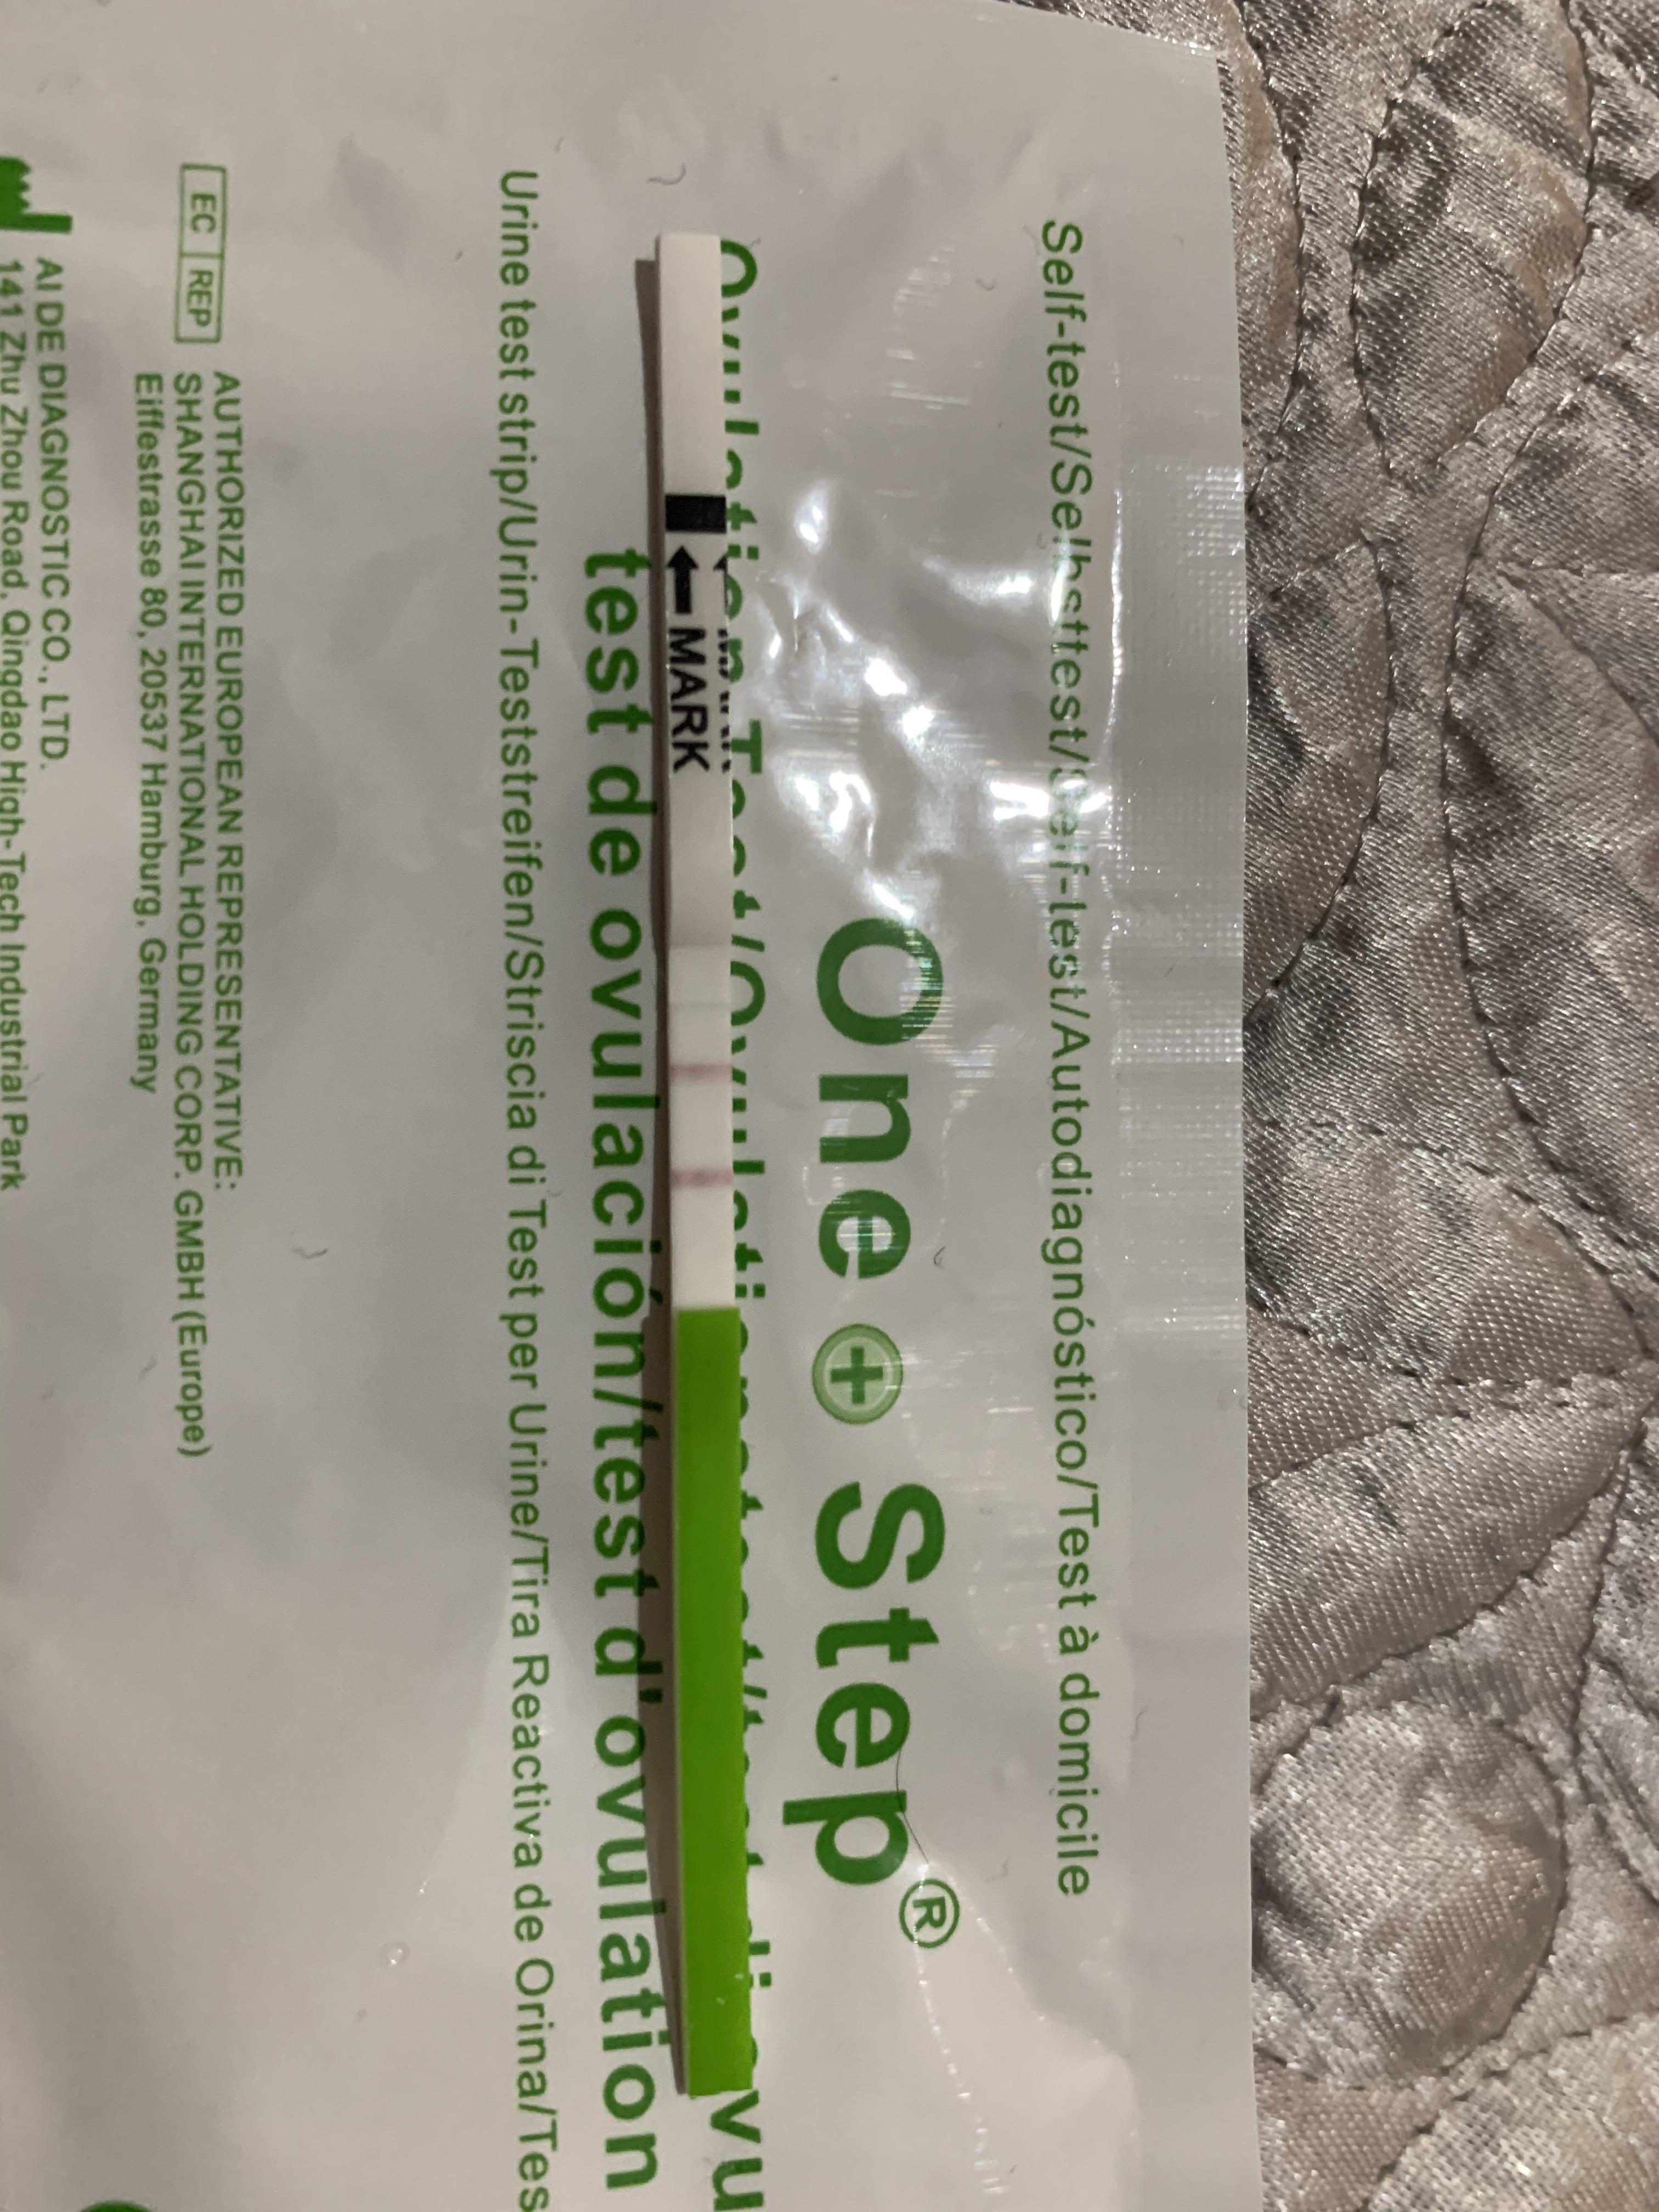 Self-test/Selbsttest/Self-test/Autodiagnóstico/Test à domicile
One Step®
test de ovulación/test d'ovulation
MARK
Urine test strip/Urin-Teststreifen/Striscia di Test per Urine/Tira Reactiva de Orina/Tes
EC REP
AUTHORIZED EUROPEAN REPRESENTATIVE:
SHANGHAI INTERNATIONAL HOLDING CORP. GMBH (Europe)
Eiffestrasse 80, 20537 Hamburg, Germany
AI DE DIAGNOSTIC CO., LTD.
141 Zhu Zhou Road, Qingdao High-Tech Industrial Park